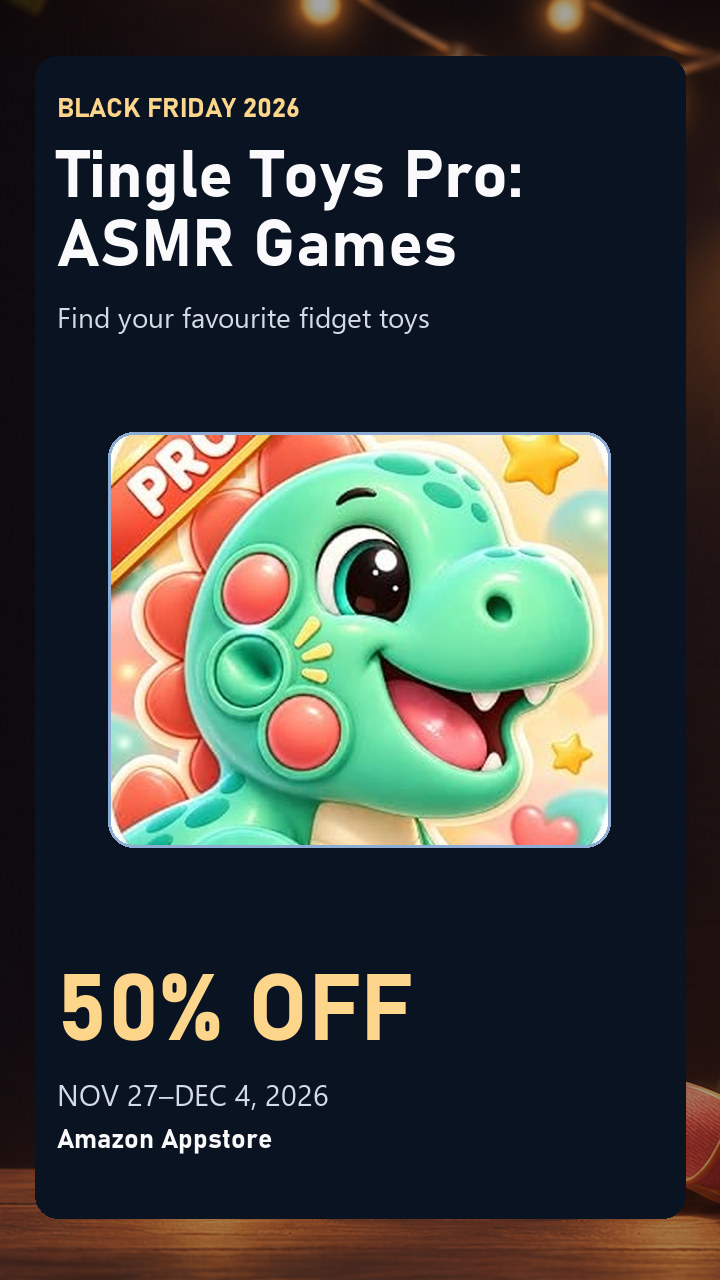 BLACK FRIDAY 2026
Tingle Toys Pro:
ASMR Games
Find your favourite fidget toys
PRO
50% OFF
NOV 27–DEC 4, 2026
Amazon Appstore